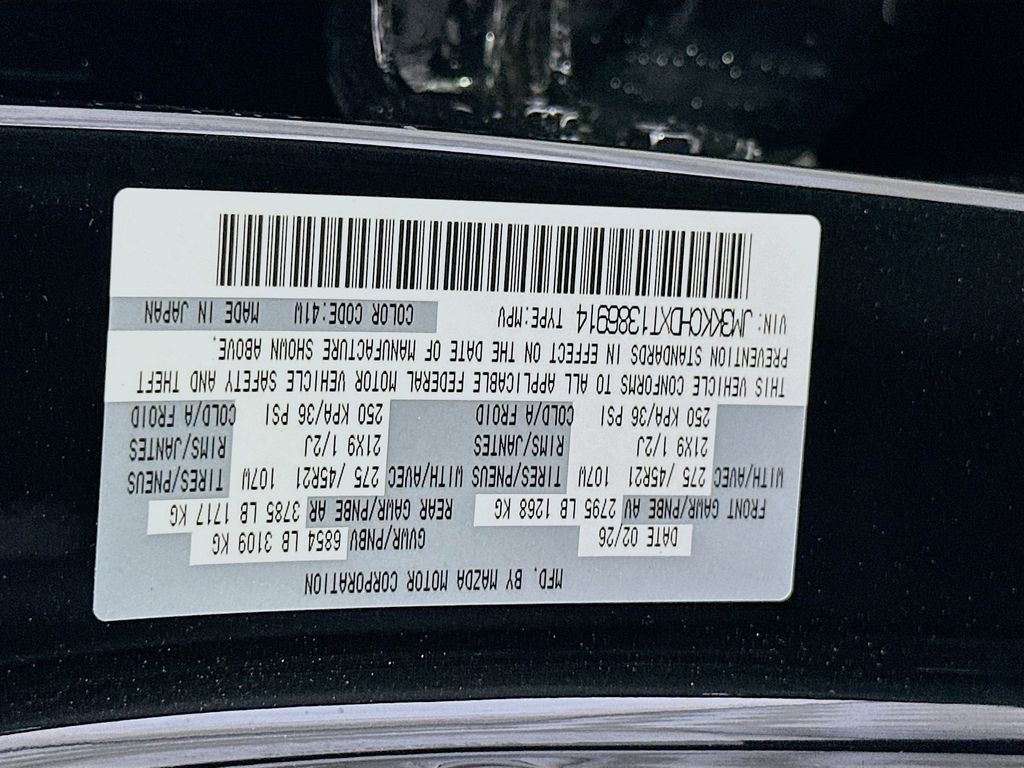 MFD. BY MAZDA MOTOR CORPORATION
DATE 02/26 GVWR/PNBV 6854 LB 3109 KG
FRONT GAWR/PNBE AV 2795 LB 1268 KG REAR GAWR/PNBE AR 3785 LB 1717 KG
WITH/AVEC 275 /45R21 107W TIRES/PNEUS WITH/AVEC 275 /45R21 107W TIRES/PNEUS
21X9 1/2J RIMS/JANTES 21X9 1/2J RIMS/JANTES
250 KPA/36 PSI COLD/A FROID 250 KPA/36 PSI COLD/A FROID
THIS VEHICLE CONFORMS TO ALL APPLICABLE FEDERAL MOTOR VEHICLE SAFETY AND THEFT
PREVENTION STANDARDS IN EFFECT ON THE DATE OF MANUFACTURE SHOWN ABOVE.
VIN: JM3KKCHDXT1386914 TYPE:MPV COLOR CODE:41W MADE IN JAPAN